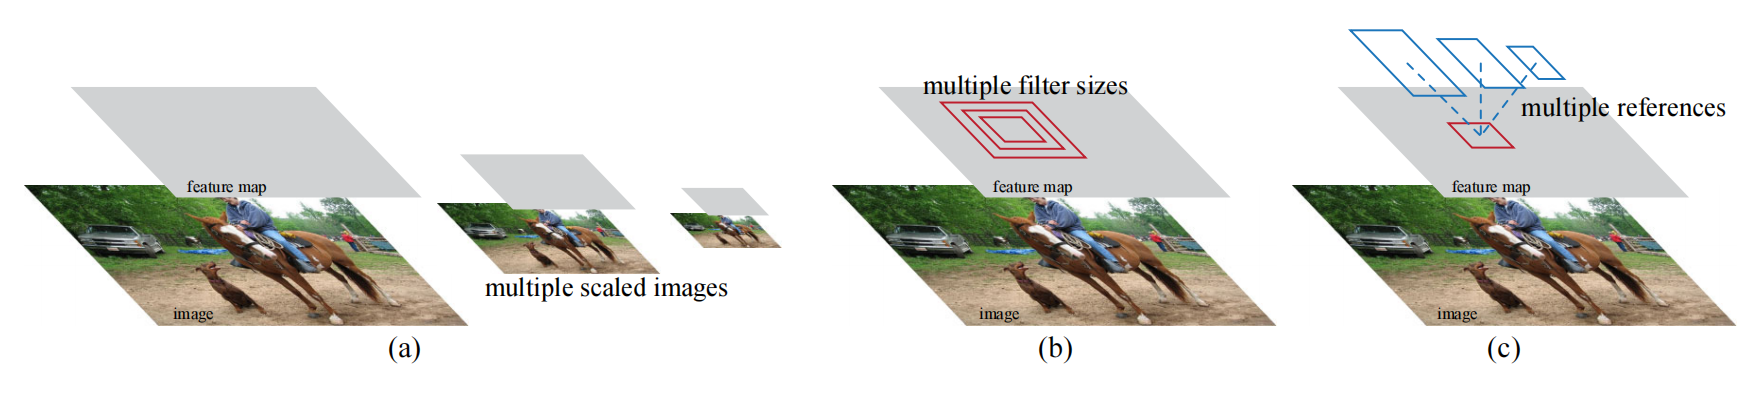 feature map
image
multiple scaled images
(a)
multiple filter sizes
feature map
image
(b)
multiple references
feature map
image
(c)